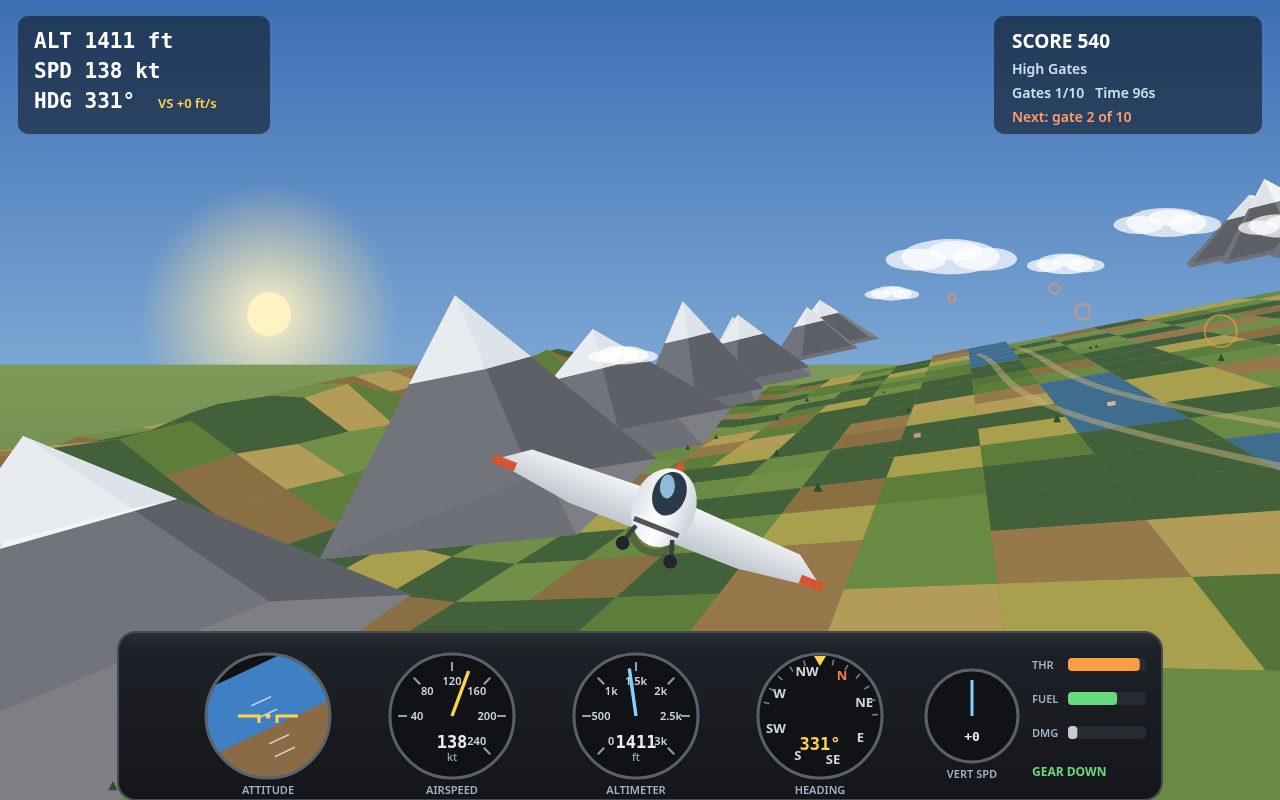 ALT 1411 ft
SPD 138 kt
HDG 331° VS +0 ft/s
SCORE 540
High Gates
Gates 1/10 Time 96s
Next: gate 2 of 10
40 80 120 160 200 240
138
kt
0 500 1k 1.5k 2k 2.5k 3k
1411
ft
NW N NE E SE S SW W
331°
+0
THR
FUEL
DMG
GEAR DOWN
ATTITUDE
AIRSPEED
ALTIMETER
HEADING
VERT SPD